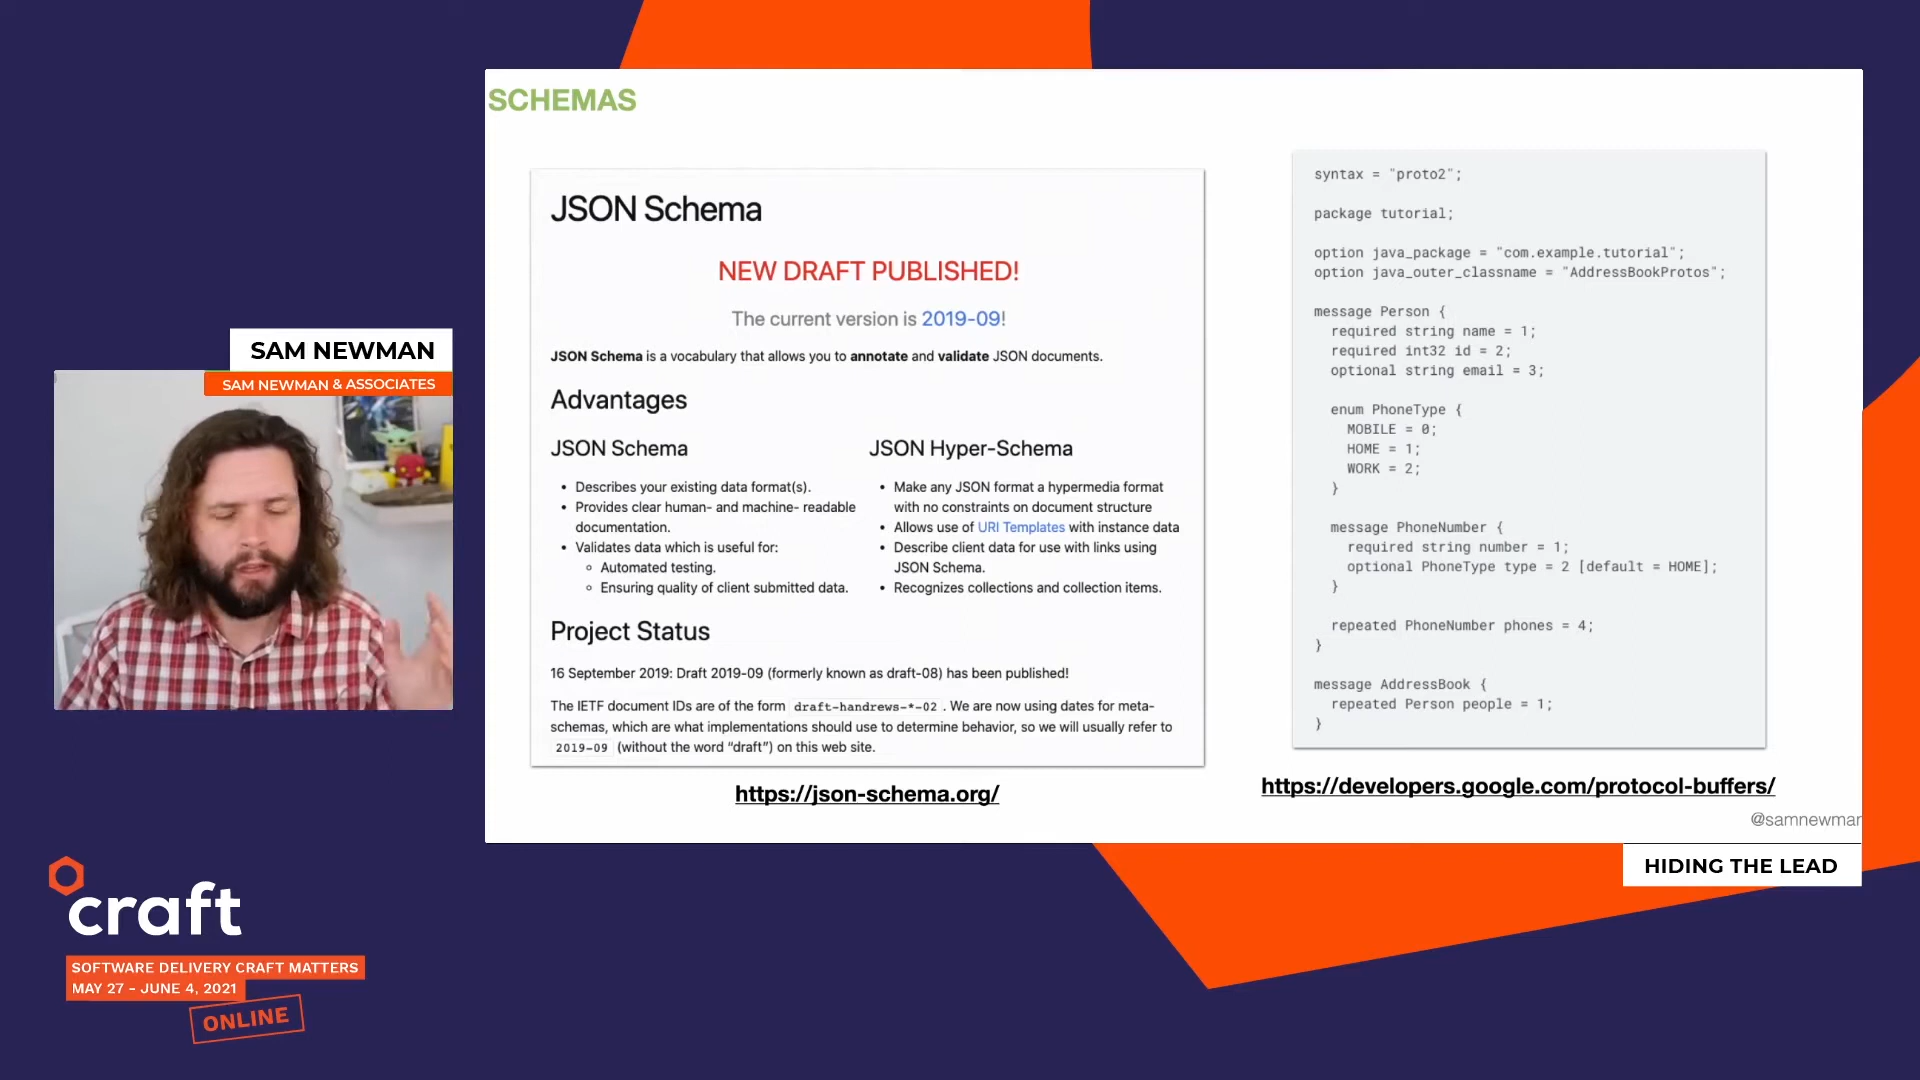 SAM NEWMAN
SAM NEWMAN & ASSOCIATES
craft
SOFTWARE DELIVERY CRAFT MATTERS
MAY 27 - JUNE 4, 2021
ONLINE
SCHEMAS
JSON Schema
NEW DRAFT PUBLISHED!
The current version is 2019-09!
JSON Schema is a vocabulary that allows you to annotate and validate JSON documents.
Advantages
JSON Schema
• Describes your existing data format(s).
• Provides clear human- and machine- readable
documentation.
• Validates data which is useful for:
◦ Automated testing.
◦ Ensuring quality of client submitted data.
JSON Hyper-Schema
• Make any JSON format a hypermedia format
with no constraints on document structure
• Allows use of URI Templates with instance data
• Describe client data for use with links using
JSON Schema.
• Recognizes collections and collection items.
Project Status
16 September 2019: Draft 2019-09 (formerly known as draft-08) has been published!
The IETF document IDs are of the form draft-handrews-*-02 . We are now using dates for meta-
schemas, which are what implementations should use to determine behavior, so we will usually refer to
2019-09 (without the word “draft”) on this web site.
https://json-schema.org/
syntax = "proto2";
package tutorial;
option java_package = "com.example.tutorial";
option java_outer_classname = "AddressBookProtos";
message Person {
required string name = 1;
required int32 id = 2;
optional string email = 3;
enum PhoneType {
MOBILE = 0;
HOME = 1;
WORK = 2;
}
message PhoneNumber {
required string number = 1;
optional PhoneType type = 2 [default = HOME];
}
repeated PhoneNumber phones = 4;
}
message AddressBook {
repeated Person people = 1;
}
https://developers.google.com/protocol-buffers/
@samnewman
HIDING THE LEAD